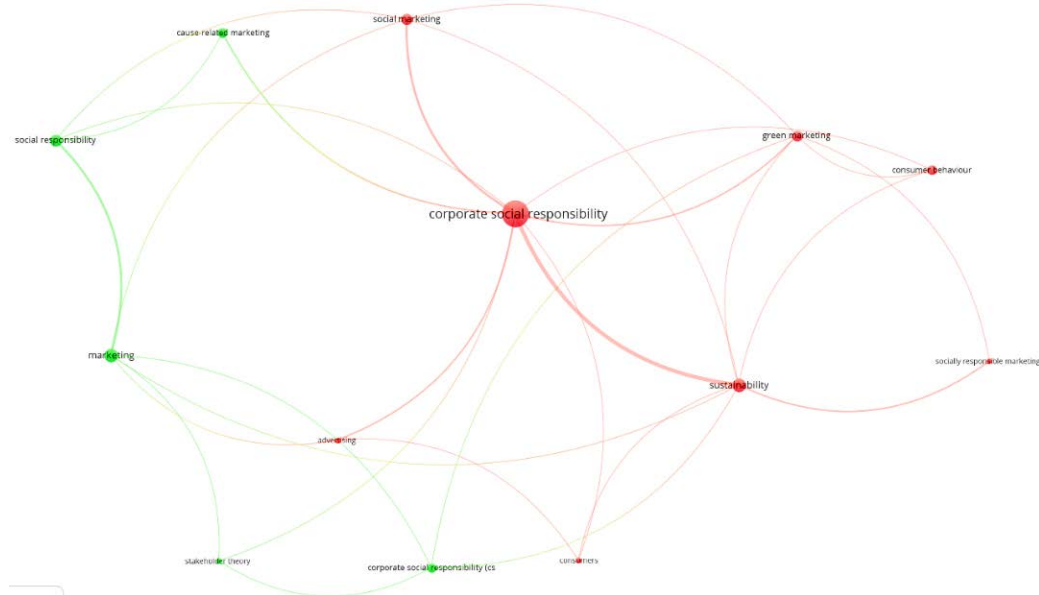 social marketing
cause-related marketing
green marketing
social responsibility
consumer behaviour
corporate social responsibility
marketing
socially responsible marketing
sustainability
advertising
stakeholder theory
corporate social responsibility (cs
consumers